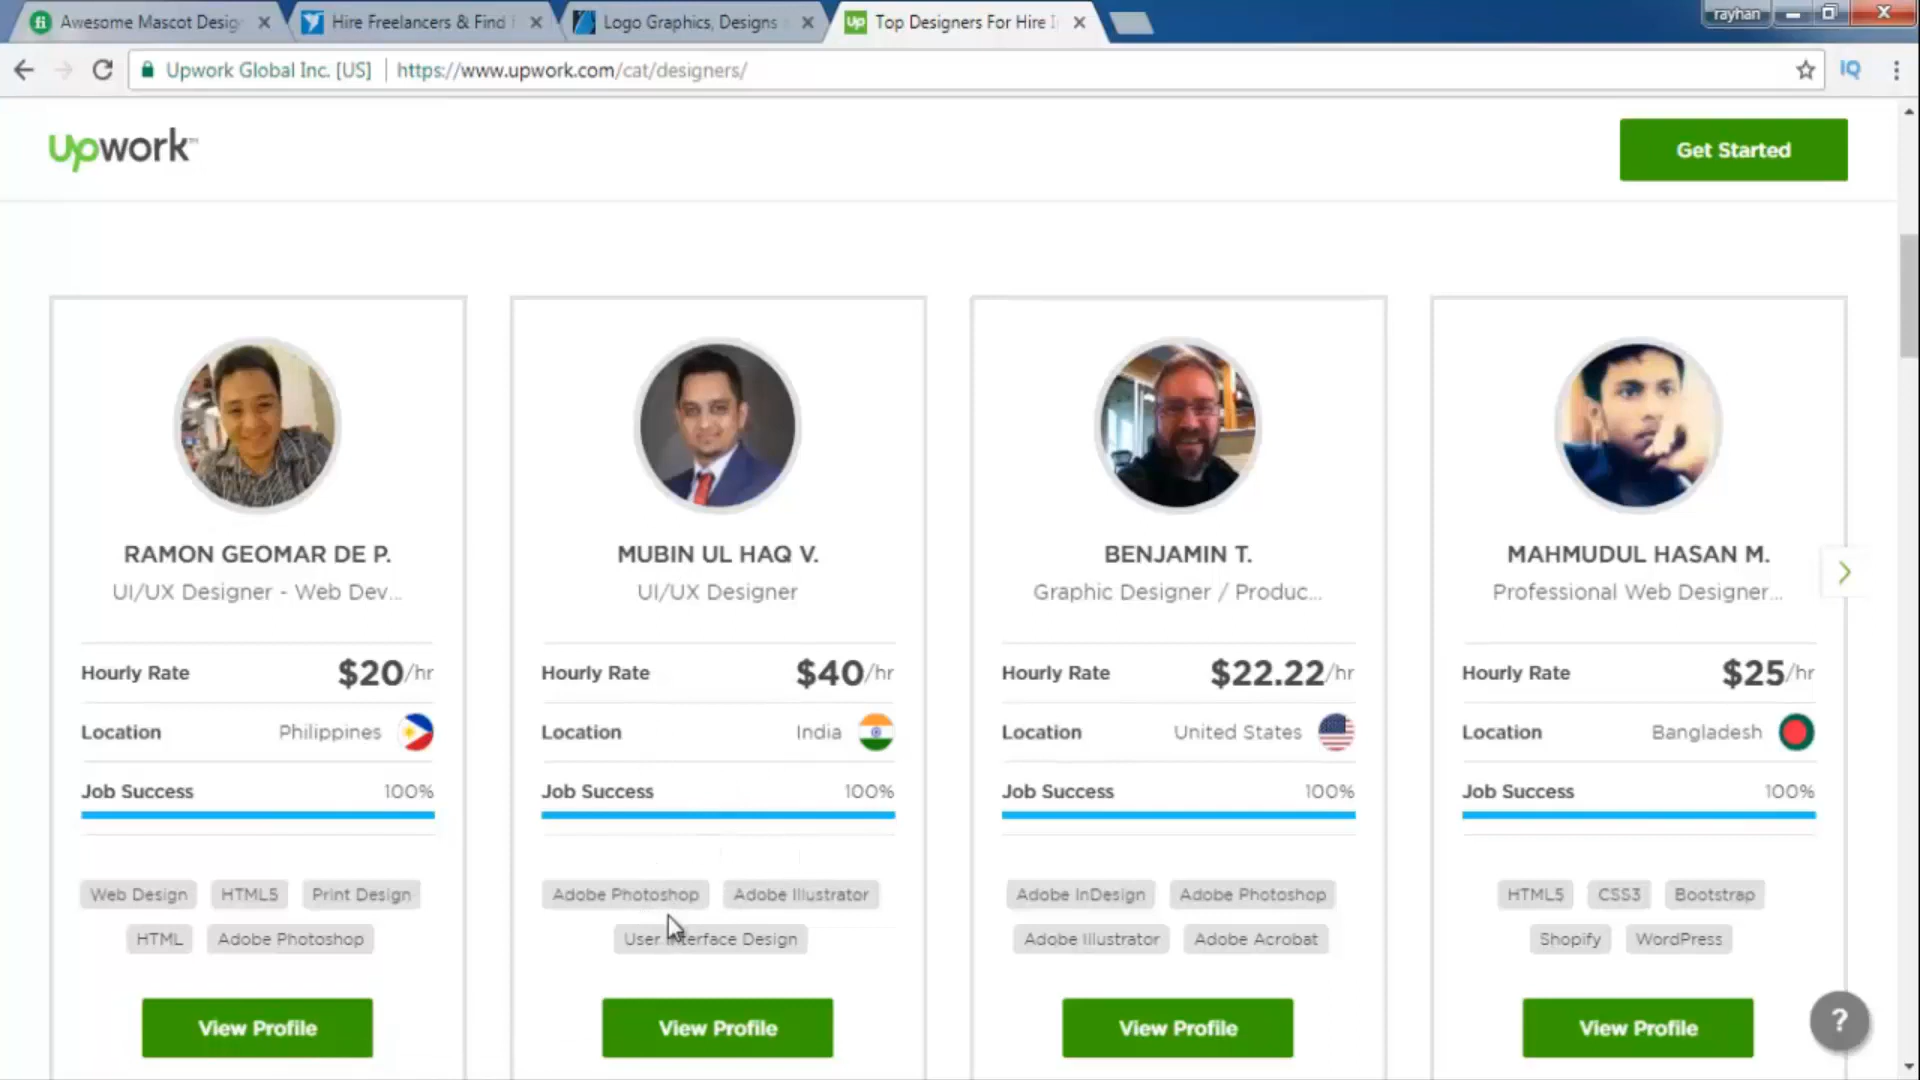 Awesome Mascot Desig
Hire Freelancers & Find
Logo Graphics, Designs
Up Top Designers For Hire I
rayhan
Upwork Global Inc. [US] https://www.upwork.com/cat/designers/
IQ
upwork
Get Started
RAMON GEOMAR DE P.
UI/UX Designer - Web Dev...
Hourly Rate $20/hr
Location Philippines
Job Success 100%
Web Design HTML5 Print Design
HTML Adobe Photoshop
View Profile
MUBIN UL HAQ V.
UI/UX Designer
Hourly Rate $40/hr
Location India
Job Success 100%
Adobe Photoshop Adobe Illustrator
User Interface Design
View Profile
BENJAMIN T.
Graphic Designer / Produc...
Hourly Rate $22.22/hr
Location United States
Job Success 100%
Adobe InDesign Adobe Photoshop
Adobe Illustrator Adobe Acrobat
View Profile
MAHMUDUL HASAN M.
Professional Web Designer...
Hourly Rate $25/hr
Location Bangladesh
Job Success 100%
HTML5 CSS3 Bootstrap
Shopify WordPress
View Profile
?